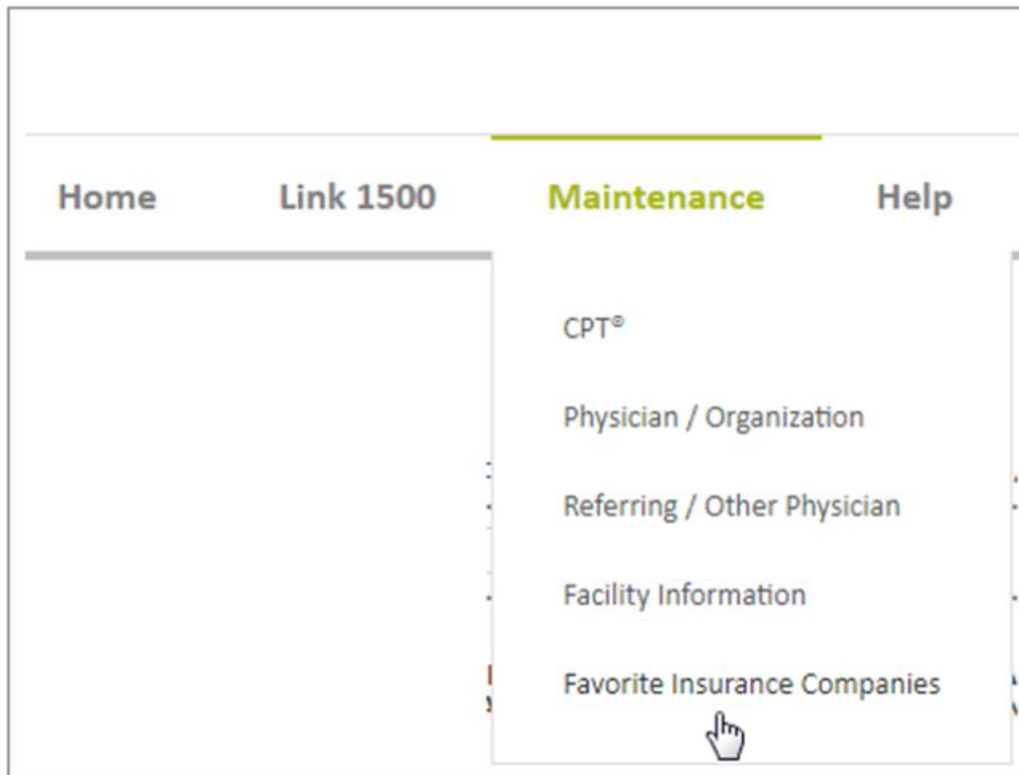 Home Link 1500 Maintenance Help
CPT®
Physician / Organization
Referring / Other Physician
Facility Information
Favorite Insurance Companies